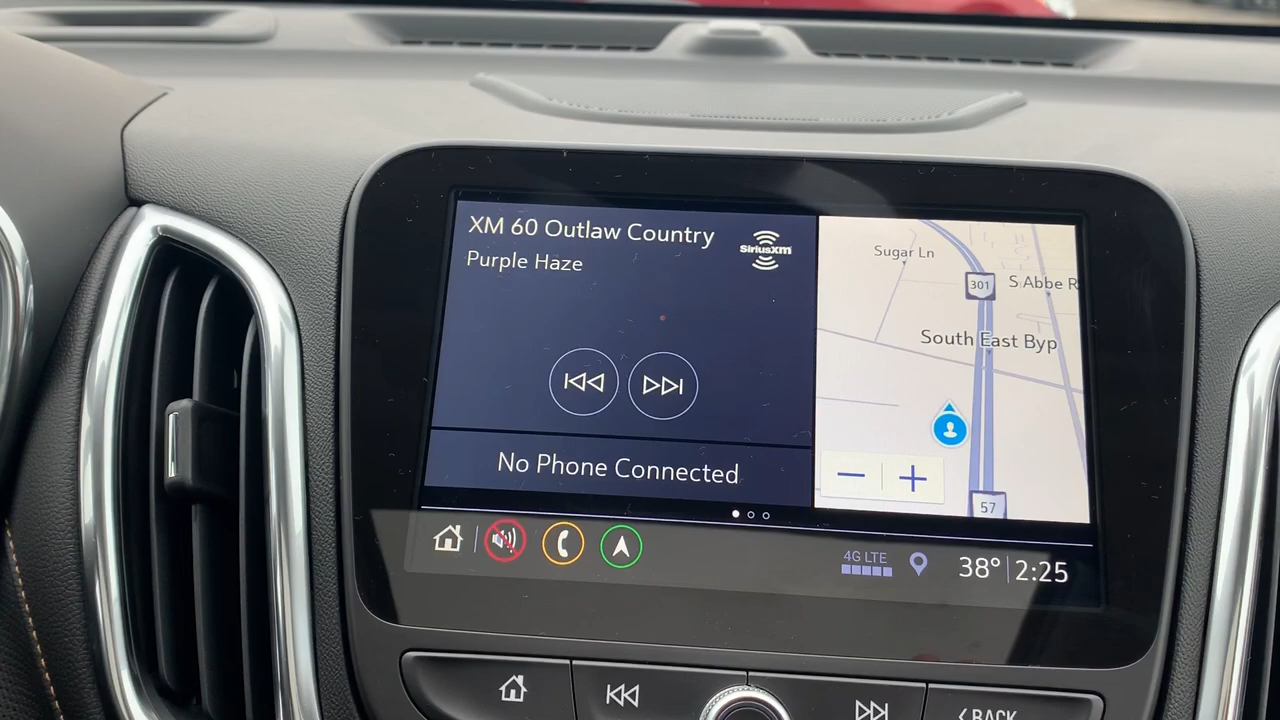 XM 60 Outlaw Country
SiriusXM
Purple Haze
No Phone Connected
Sugar Ln
301
S Abbe R
South East Byp
57
4G LTE
38° 2:25
BACK